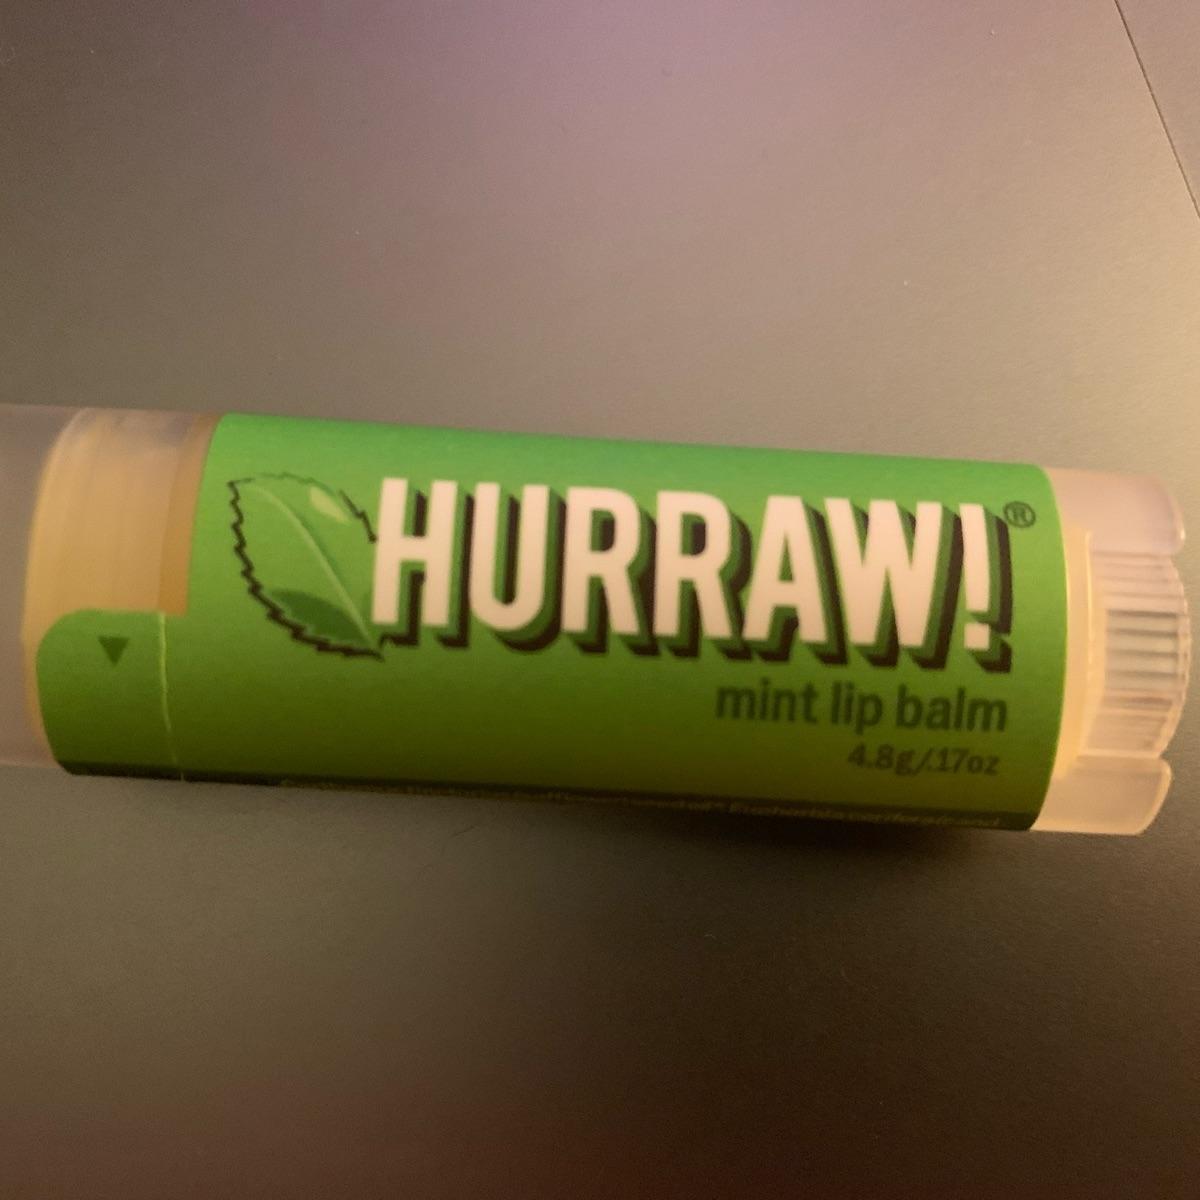 HURRAW!®
mint lip balm
4.8g/.17oz